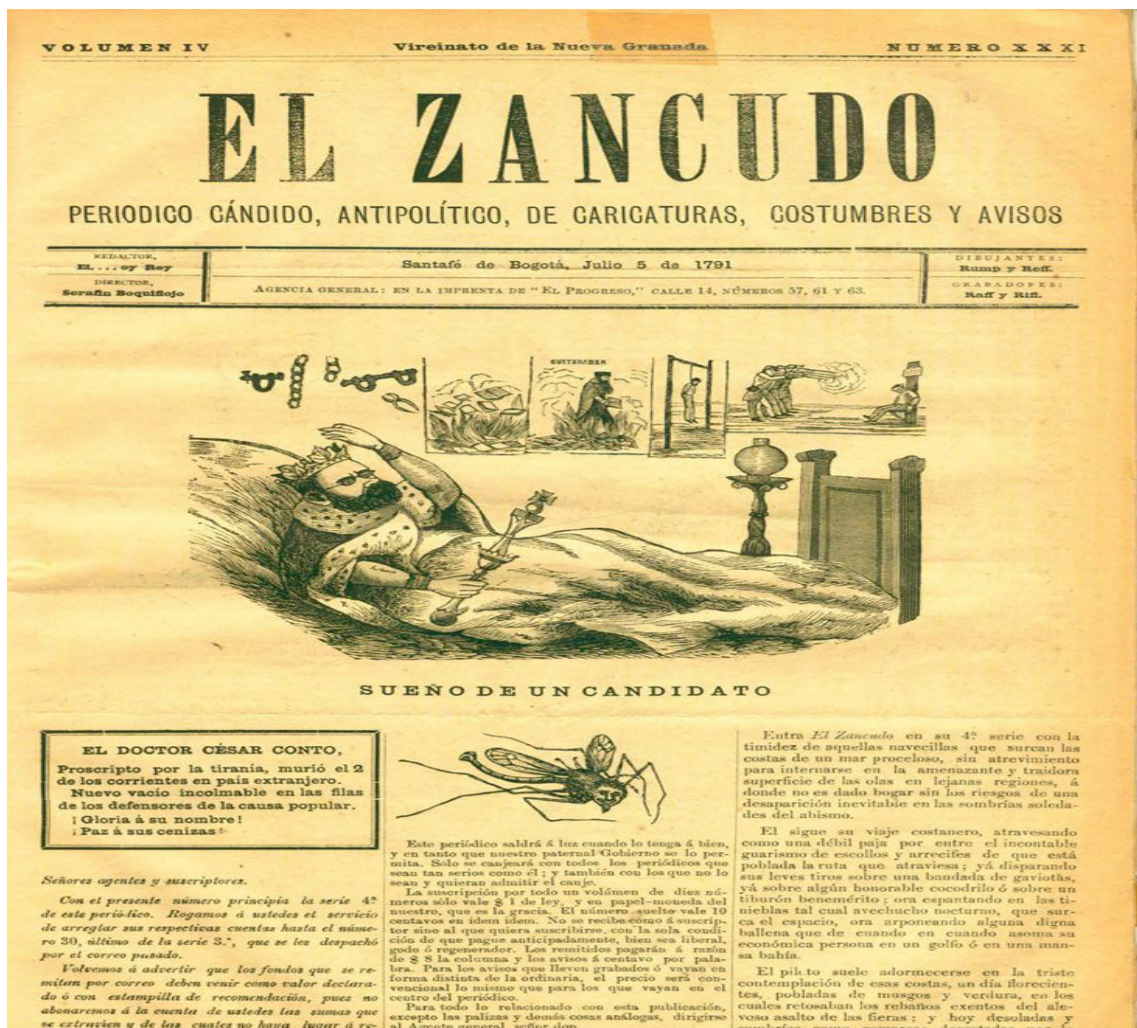 VOLUMEN IV
Vireinato de la Nueva Granada
NUMERO XXXI
EL ZANCUDO
PERIODICO CÁNDIDO, ANTIPOLÍTICO, DE CARICATURAS, COSTUMBRES Y AVISOS
REDACTOR,
El....oy Rey
DIRECTOR,
Serafín Boquiflojo
Santafé de Bogotá, Julio 5 de 1791
AGENCIA GENERAL: EN LA IMPRENTA DE "EL PROGRESO," CALLE 14, NÚMEROS 57, 61 Y 63.
DIBUJANTES:
Rump y Reff.
GRABADORES:
Raff y Riff.
GUTTEMBER
SUEÑO DE UN CANDIDATO
EL DOCTOR CÉSAR CONTO,
Proscripto por la tiranía, murió el 2
de los corrientes en país extranjero.
Nuevo vacío incolmable en las filas
de los defensores de la causa popular.
¡Gloria á su nombre!
¡Paz á sus cenizas!
Señores agentes y suscriptores.
Con el presente número principia la serie 4ª
de este periódico. Rogamos á ustedes el servicio
de arreglar sus respectivas cuentas hasta el núme-
ro 30, último de la serie 3.ª, que se les despachó
por el correo pasado.
Volvemos á advertir que los fondos que se re-
mitan por correo deben venir como valor declara-
do ó con estampilla de recomendación, pues no
abonaremos á la cuenta de ustedes las sumas que
se extravíen y de las cuales no haya lugar á re-
Este periódico saldrá á luz cuando lo tenga á bien,
y en tanto que nuestro paternal Gobierno se lo per-
mita. Sólo se canjeará con todos los periódicos que
sean tan serios como él; y también con los que no lo
sean y quieran admitir el canje.
La suscripción por todo un volúmen de diez nú-
meros sólo vale $ 1 de ley, y en papel-moneda del
nuestro, que es la gracia. El número suelto vale 10
centavos en idem. No se recibe como á suscrip-
tor sino al que quiera suscribirse, con la sola condi-
ción de que pague anticipadamente, bien sea liberal,
godo ó regenerador. Los remitidos pagarán á razón
de $ 8 la columna y los avisos á centavo por pala-
bra. Para los avisos que lleven grabados ó vayan en
forma distinta de la ordinaria, el precio será con-
vencional lo mismo que para los que vayan en el
centro del periódico.
Para todo lo relacionado con esta publicación,
excepto las palizas y demás cosas análogas, dirigirse
al Agente general, señor don
Entra El Zancudo en su 4ª serie con la
timidez de aquellas navecillas que surcan las
costas de un mar proceloso, sin atrevimiento
para internarse en la amenazante y traidora
superficie de las olas en lejanas regiones, á
donde no es dado bogar sin los riesgos de una
desaparición inevitable en las sombrías soleda-
des del abismo.
El sigue su viaje costanero, atravesando
como una débil paja por entre el incontable
guarismo de escollos y arrecifes de que está
poblada la ruta que atraviesa; yá disparando
sus leves tiros sobre una bandada de gaviotas,
yá sobre algún honorable cocodrilo ó sobre un
tiburón benemérito; ora espantando en las ti-
nieblas tal cual avechucho nocturno, que sur-
ca el espacio, ora arponeando alguna digna
ballena que de cuando en cuando asoma su
económica persona en un golfo ó en una man-
sa bahía.
El piloto suele adormecerse en la triste
contemplación de esas costas, un día florecien-
tes, pobladas de musgos y verdura, en los
cuales retosaban los rebaños exentos del ale-
voso asalto de las fieras; y hoy desoladas y